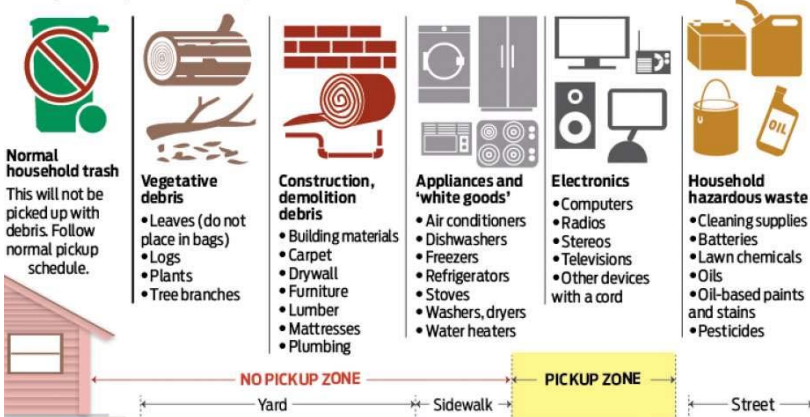 OIL
Normal
household trash
This will not be
picked up with
debris. Follow
normal pickup
schedule.
Vegetative
debris
• Leaves (do not
place in bags)
• Logs
• Plants
• Tree branches
Construction,
demolition
debris
• Building materials
• Carpet
• Drywall
• Furniture
• Lumber
• Mattresses
• Plumbing
Appliances and
‘white goods’
• Air conditioners
• Dishwashers
• Freezers
• Refrigerators
• Stoves
• Washers, dryers
• Water heaters
Electronics
• Computers
• Radios
• Stereos
• Televisions
• Other devices
with a cord
Household
hazardous waste
• Cleaning supplies
• Batteries
• Lawn chemicals
• Oils
• Oil-based paints
and stains
• Pesticides
NO PICKUP ZONE
PICKUP ZONE
Yard
Sidewalk
Street